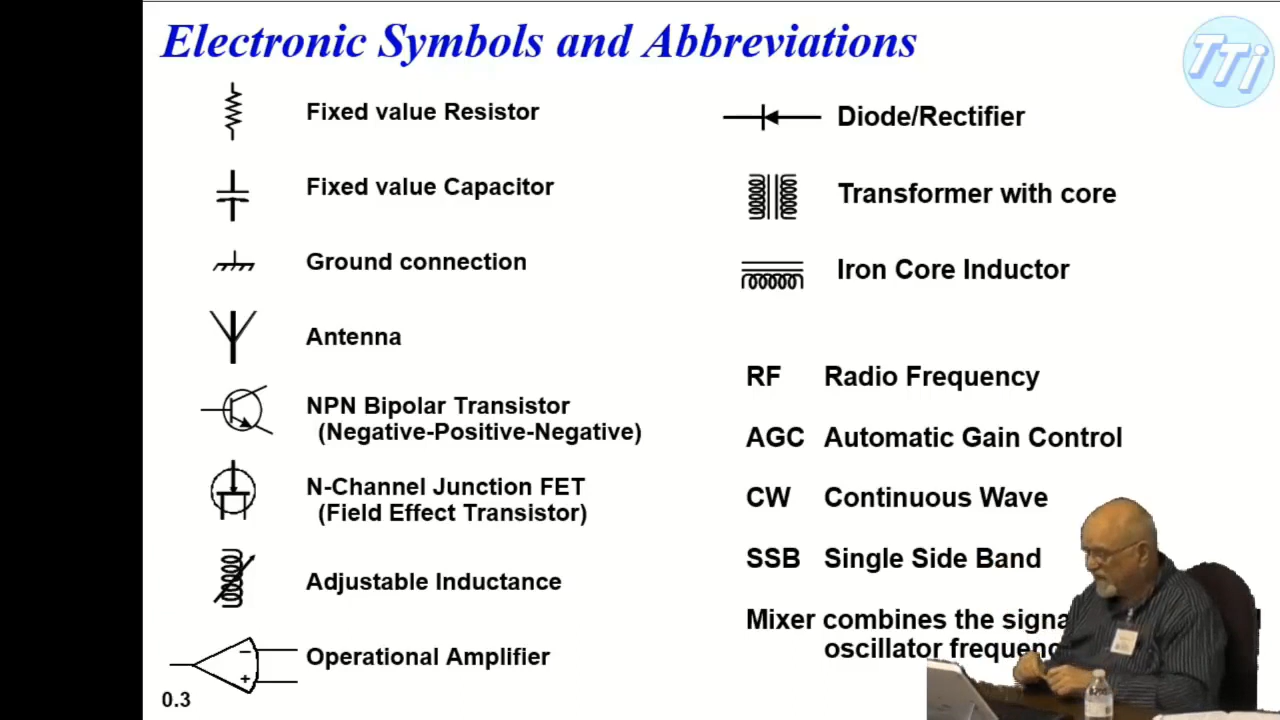 Electronic Symbols and Abbreviations
TTi
Fixed value Resistor
Fixed value Capacitor
Ground connection
Antenna
NPN Bipolar Transistor
(Negative-Positive-Negative)
N-Channel Junction FET
(Field Effect Transistor)
Adjustable Inductance
Operational Amplifier
0.3
Diode/Rectifier
Transformer with core
Iron Core Inductor
RF Radio Frequency
AGC Automatic Gain Control
CW Continuous Wave
SSB Single Side Band
Mixer combines the
oscillator